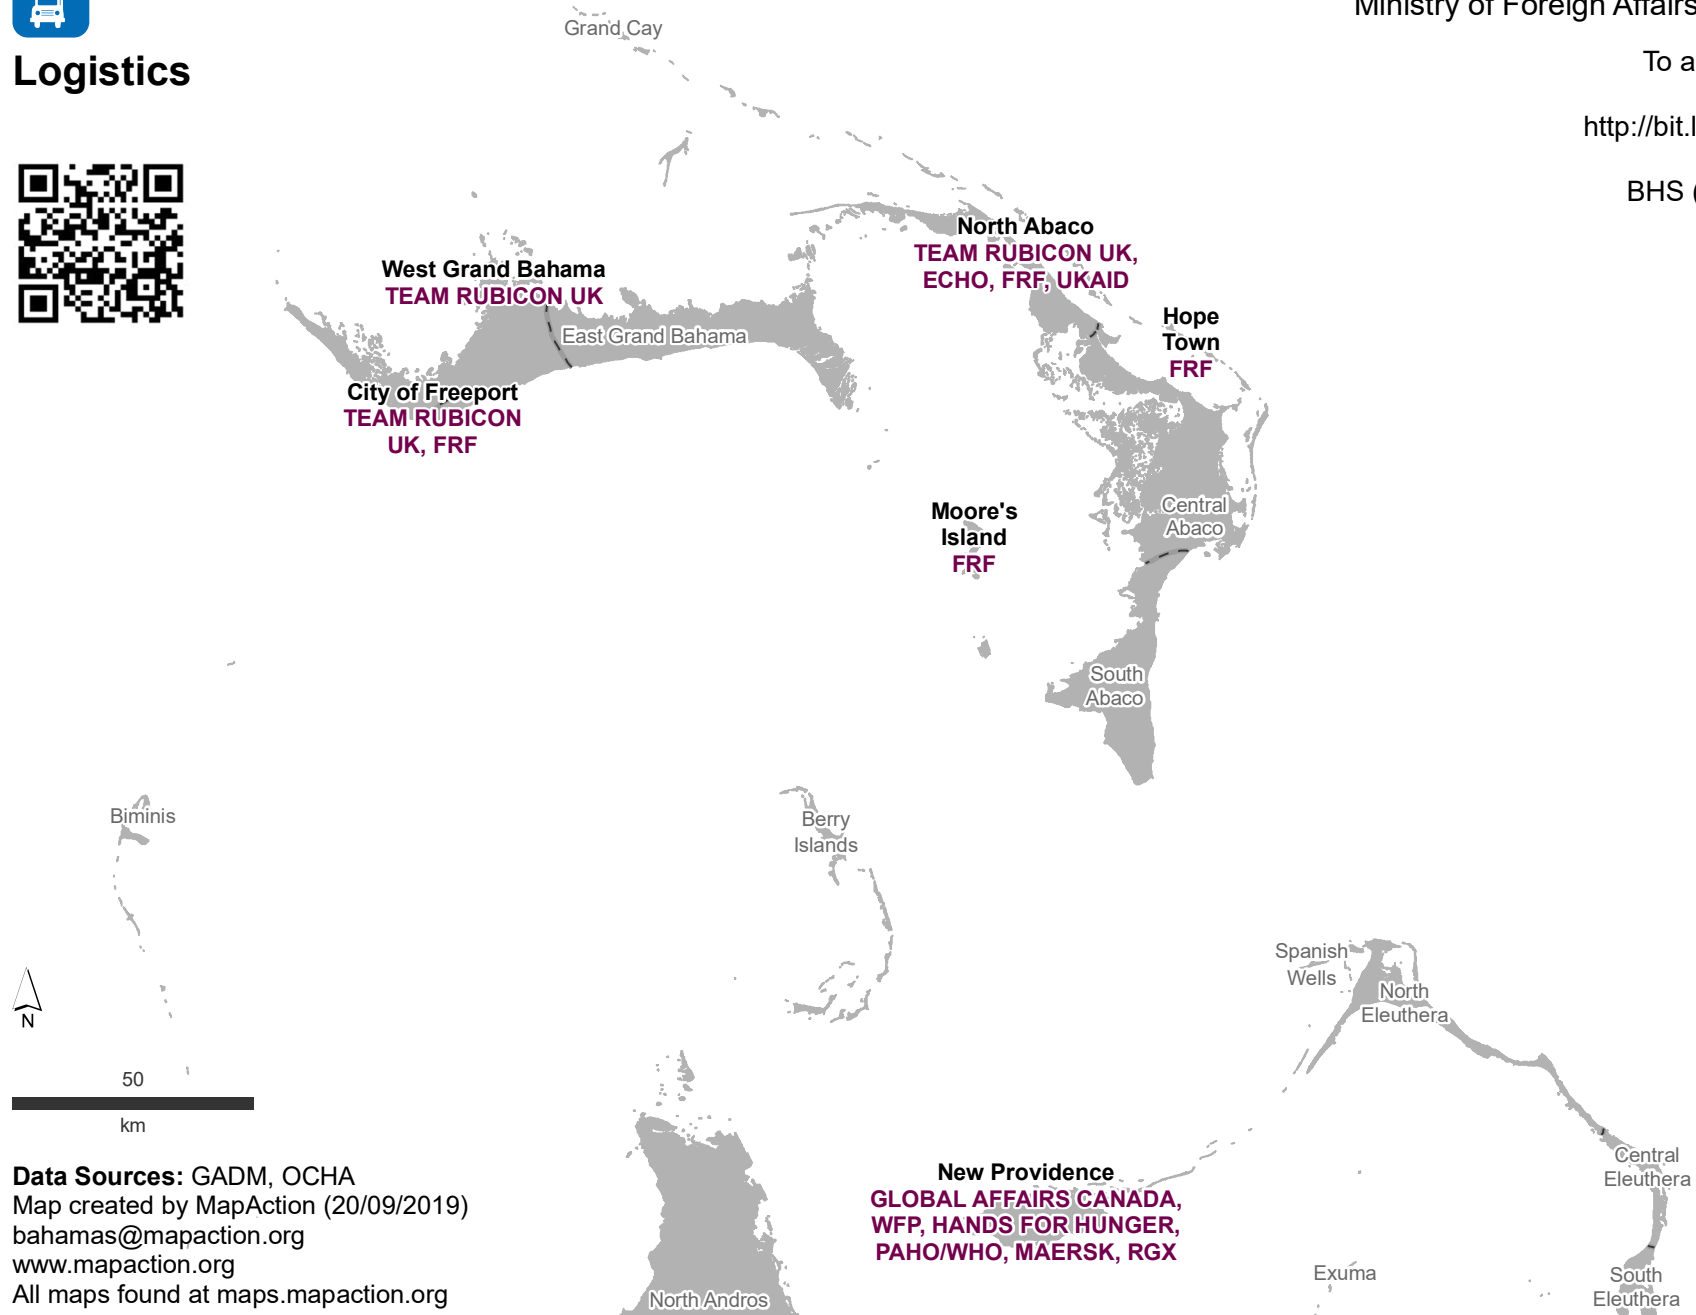 Ministry of Foreign Affairs
Logistics
To a
http://bit.l
BHS (
Grand Cay
North Abaco
TEAM RUBICON UK,
ECHO, FRF, UKAID
West Grand Bahama
TEAM RUBICON UK
East Grand Bahama
Hope
Town
FRF
City of Freeport
TEAM RUBICON
UK, FRF
Moore's
Island
FRF
Central
Abaco
South
Abaco
Biminis
Berry
Islands
Spanish
Wells
North
Eleuthera
N
50
km
Central
Eleuthera
New Providence
GLOBAL AFFAIRS CANADA,
WFP, HANDS FOR HUNGER,
PAHO/WHO, MAERSK, RGX
Exuma
South
Eleuthera
North Andros
Data Sources: GADM, OCHA
Map created by MapAction (20/09/2019)
bahamas@mapaction.org
www.mapaction.org
All maps found at maps.mapaction.org